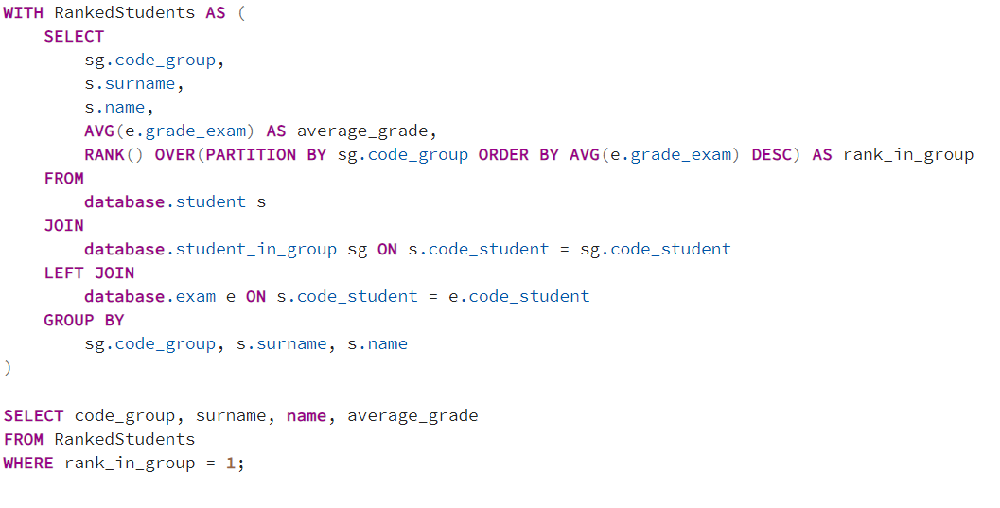 WITH RankedStudents AS (
    SELECT
        sg.code_group,
        s.surname,
        s.name,
        AVG(e.grade_exam) AS average_grade,
        RANK() OVER(PARTITION BY sg.code_group ORDER BY AVG(e.grade_exam) DESC) AS rank_in_group
    FROM
        database.student s
    JOIN
        database.student_in_group sg ON s.code_student = sg.code_student
    LEFT JOIN
        database.exam e ON s.code_student = e.code_student
    GROUP BY
        sg.code_group, s.surname, s.name
)

SELECT code_group, surname, name, average_grade
FROM RankedStudents
WHERE rank_in_group = 1;